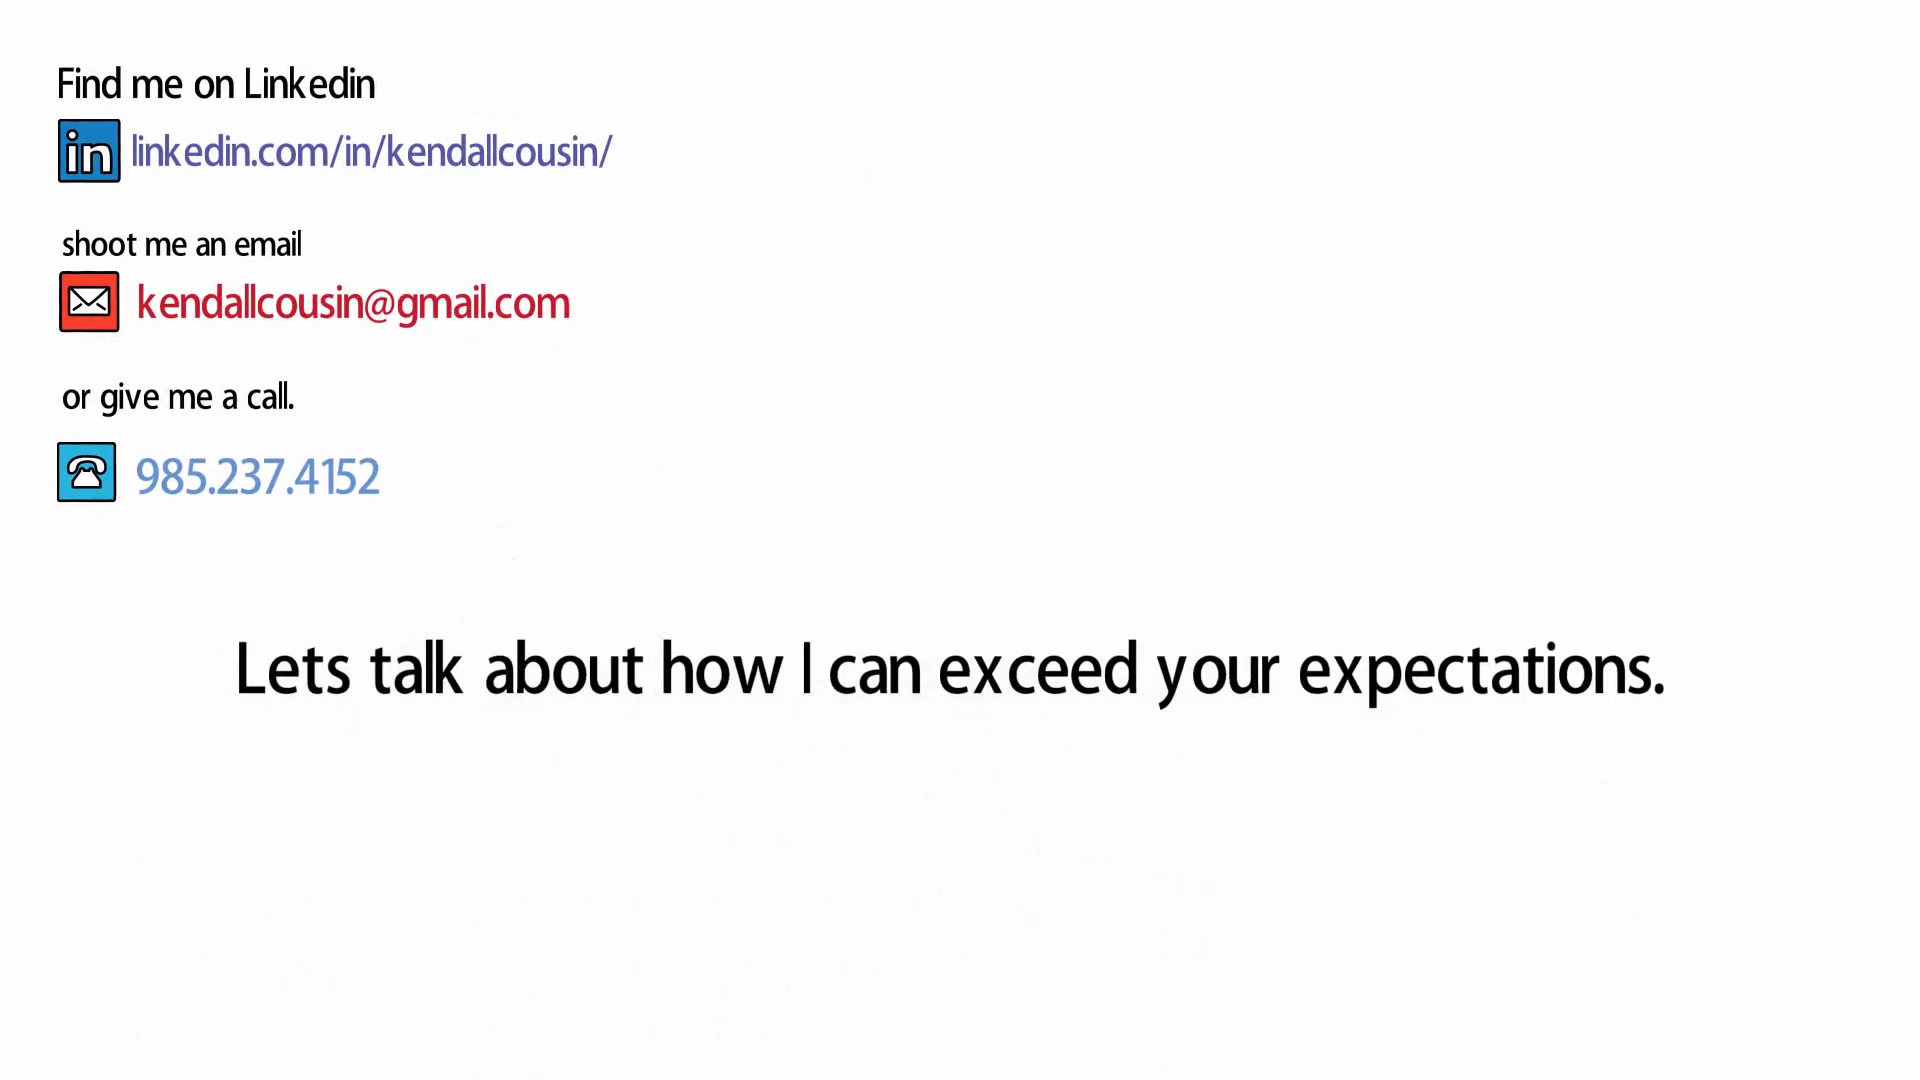 Find me on Linkedin
in linkedin.com/in/kendallcousin/
shoot me an email
kendallcousin@gmail.com
or give me a call.
985.237.4152
Lets talk about how I can exceed your expectations.